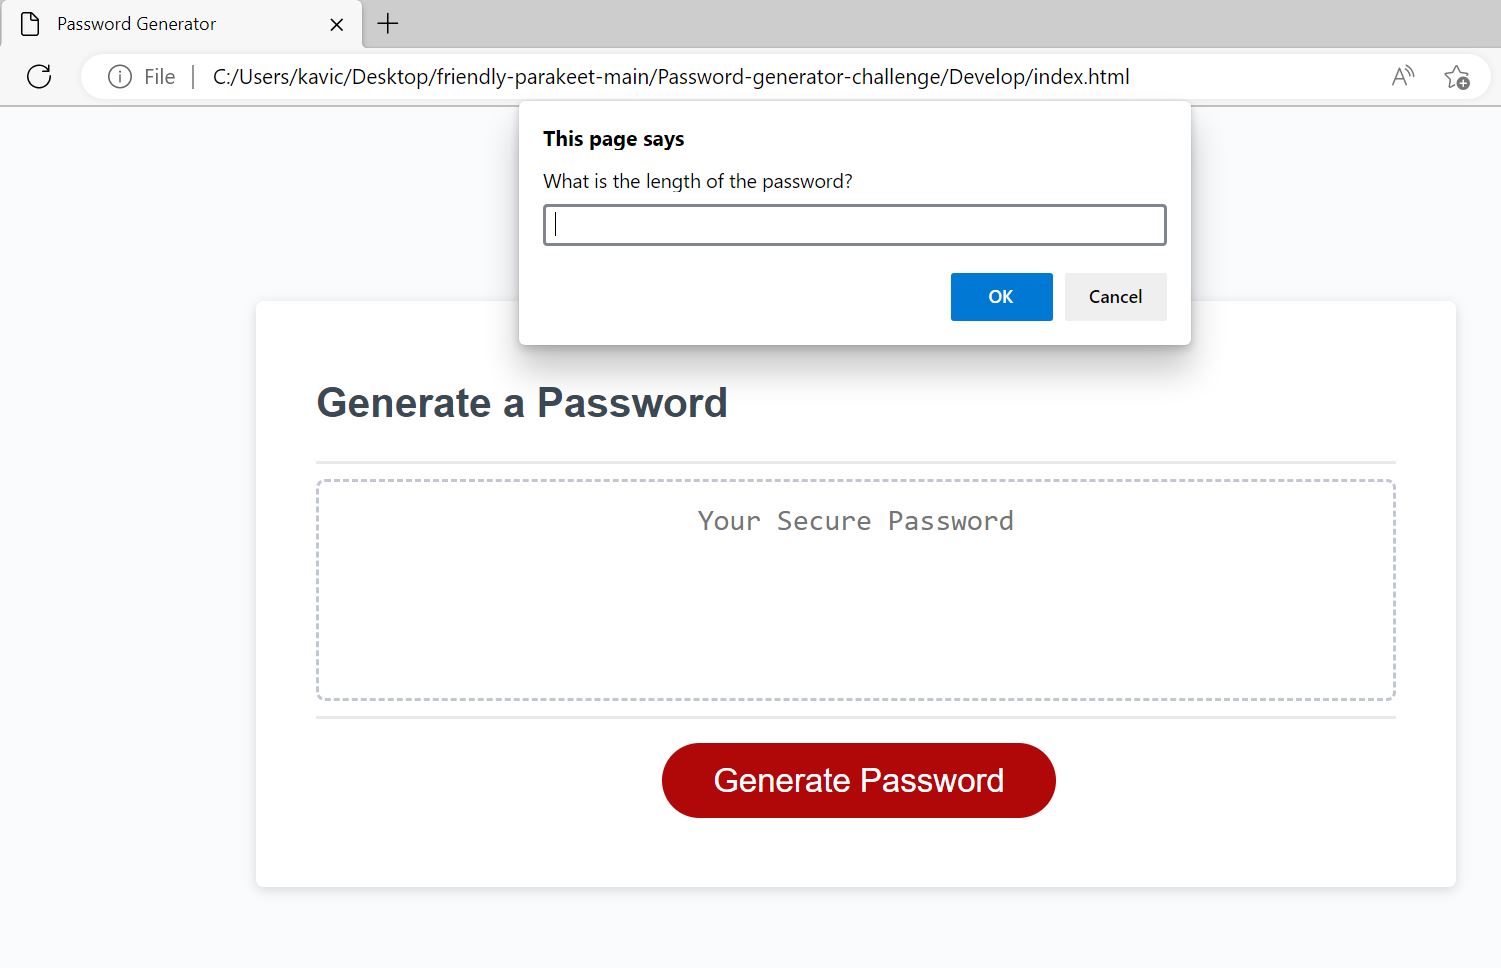 Password Generator
File
C:/Users/kavic/Desktop/friendly-parakeet-main/Password-generator-challenge/Develop/index.html
This page says
What is the length of the password?
OK
Cancel
Generate a Password
Your Secure Password
Generate Password